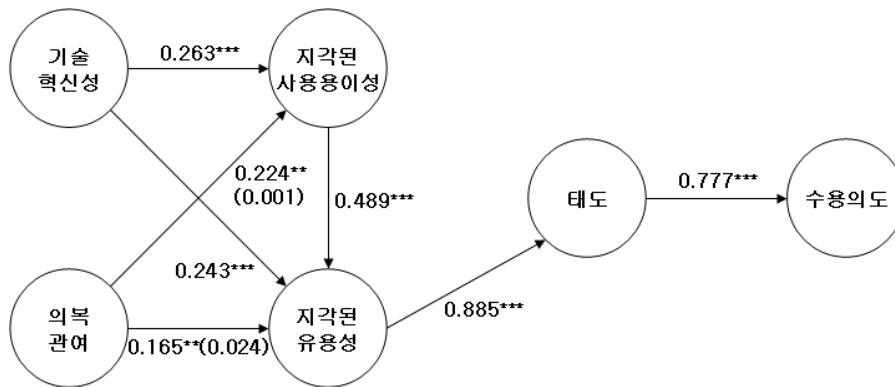 기술
혁신성
0.263***
지각된
사용용이성
0.224**
(0.001)
0.489***
태도
0.777***
수용의도
0.243***
의복
관여
0.165**(0.024)
지각된
유용성
0.885***